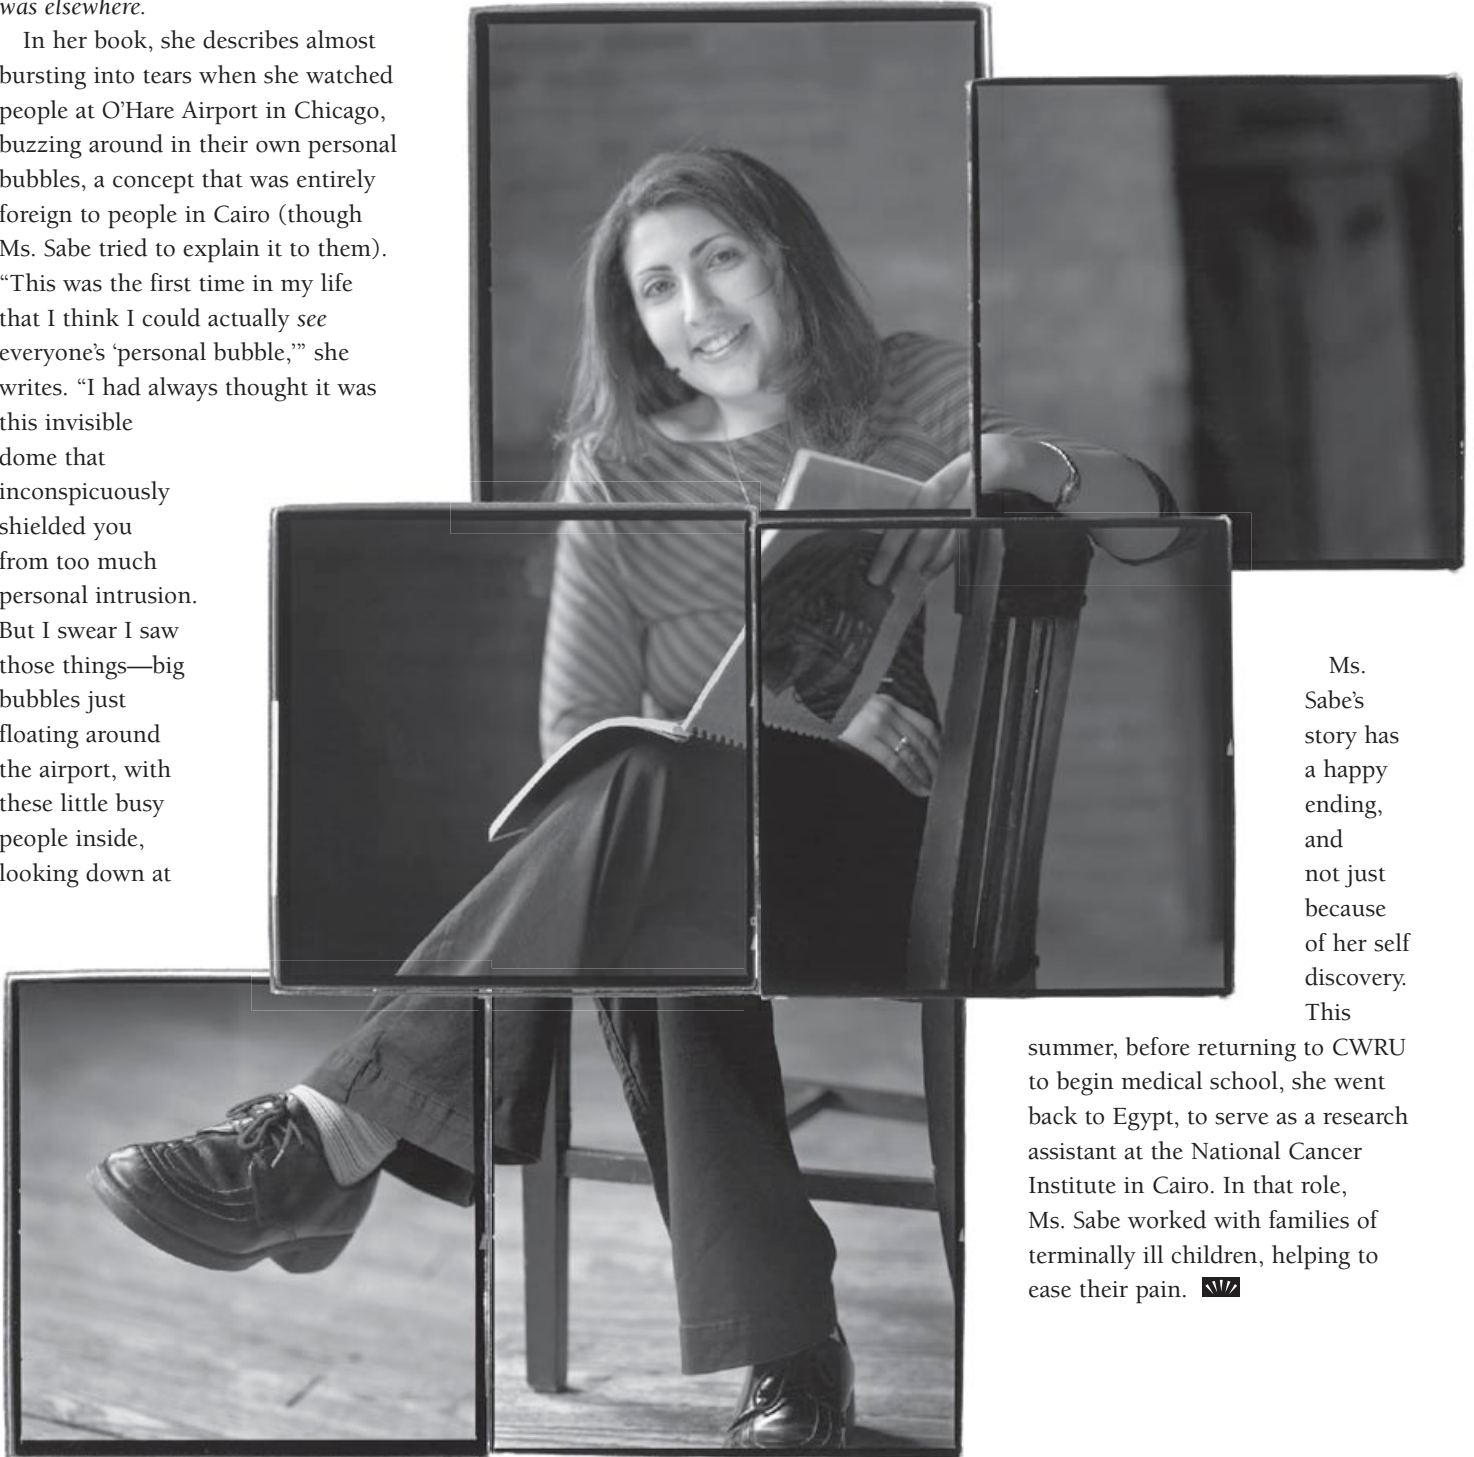 was elsewhere.
In her book, she describes almost
bursting into tears when she watched
people at O’Hare Airport in Chicago,
buzzing around in their own personal
bubbles, a concept that was entirely
foreign to people in Cairo (though
Ms. Sabe tried to explain it to them).
“This was the first time in my life
that I think I could actually see
everyone’s ‘personal bubble,’” she
writes. “I had always thought it was
this invisible
dome that
inconspicuously
shielded you
from too much
personal intrusion.
But I swear I saw
those things—big
bubbles just
floating around
the airport, with
these little busy
people inside,
looking down at
Ms.
Sabe’s
story has
a happy
ending,
and
not just
because
of her self
discovery.
This
summer, before returning to CWRU
to begin medical school, she went
back to Egypt, to serve as a research
assistant at the National Cancer
Institute in Cairo. In that role,
Ms. Sabe worked with families of
terminally ill children, helping to
ease their pain.